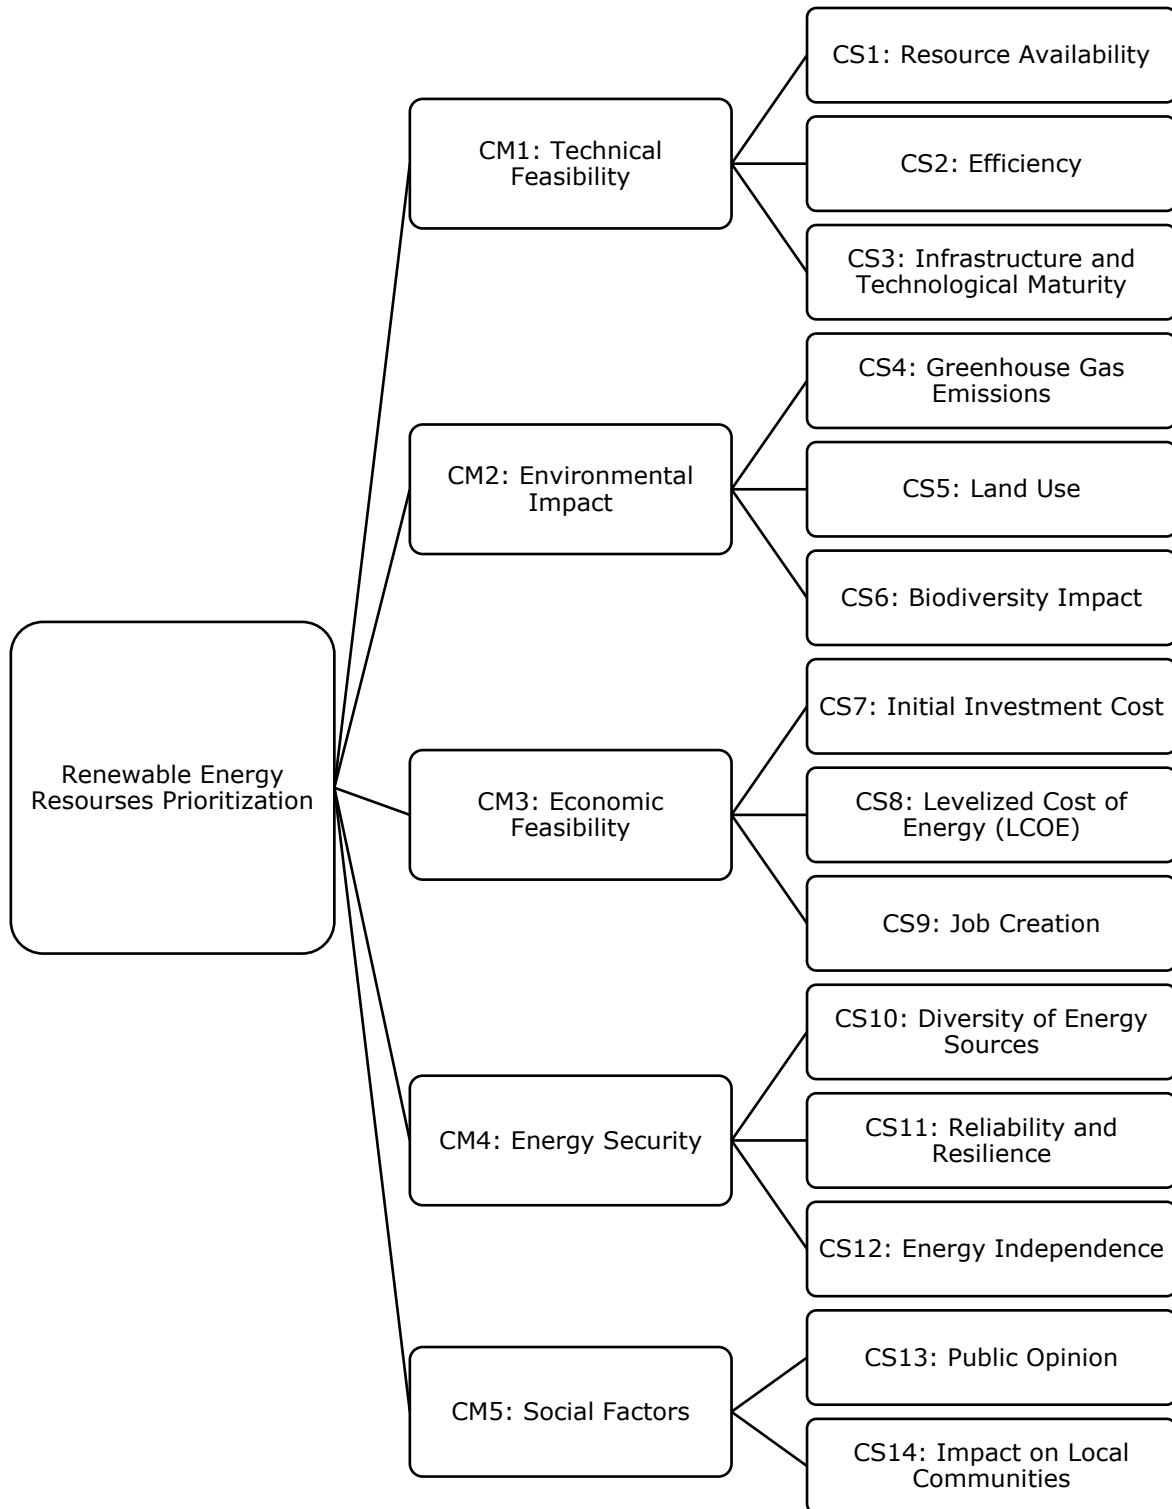 Renewable Energy
Resourses Prioritization
CM1: Technical
Feasibility
CS1: Resource Availability
CS2: Efficiency
CS3: Infrastructure and
Technological Maturity
CM2: Environmental
Impact
CS4: Greenhouse Gas
Emissions
CS5: Land Use
CS6: Biodiversity Impact
CM3: Economic
Feasibility
CS7: Initial Investment Cost
CS8: Levelized Cost of
Energy (LCOE)
CS9: Job Creation
CM4: Energy Security
CS10: Diversity of Energy
Sources
CS11: Reliability and
Resilience
CS12: Energy Independence
CM5: Social Factors
CS13: Public Opinion
CS14: Impact on Local
Communities